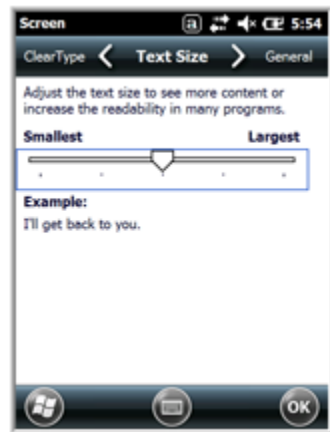 Screen a 5:54
ClearType Text Size General
Adjust the text size to see more content or
increase the readability in many programs.
Smallest Largest
Example:
I'll get back to you.
OK